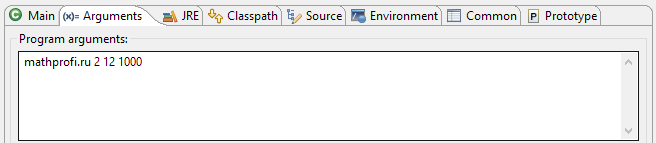 Main (x)= Arguments JRE Classpath Source Environment Common Prototype
Program arguments:
mathprofi.ru 2 12 1000